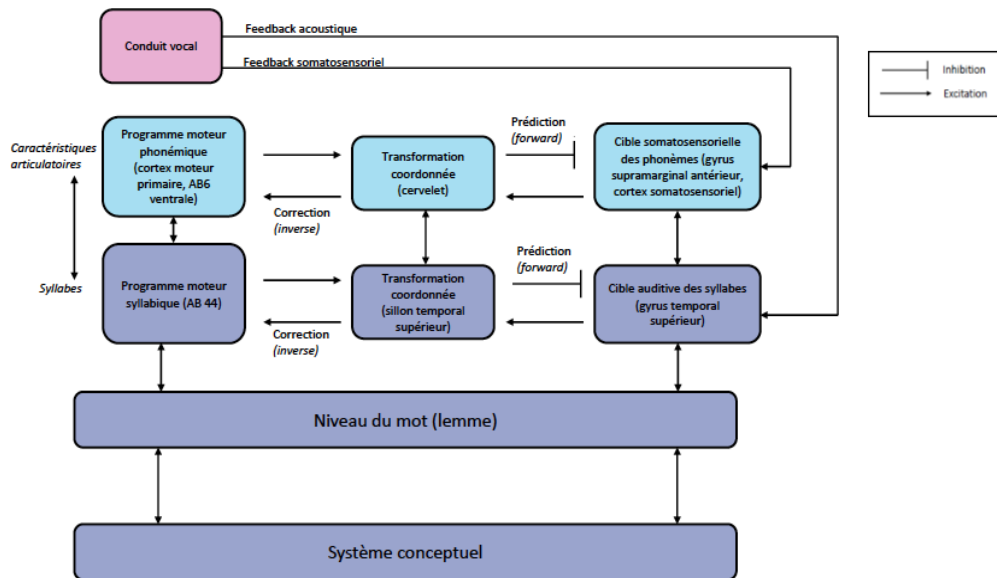 Feedback acoustique
Conduit vocal
Feedback somatosensoriel
Inhibition
Excitation
Caractéristiques
articulatoires
Syllabes
Programme moteur
phonémique
(cortex moteur
primaire, AB6
ventrale)
Transformation
coordonnée
(cervelet)
Prédiction
(forward)
Correction
(inverse)
Cible somatosensorielle
des phonèmes (gyrus
supramarginal antérieur,
cortex somatosensoriel)
Programme moteur
syllabique (AB 44)
Transformation
coordonnée
(sillon temporal
supérieur)
Prédiction
(forward)
Correction
(inverse)
Cible auditive des syllabes
(gyrus temporal
supérieur)
Niveau du mot (lemme)
Système conceptuel